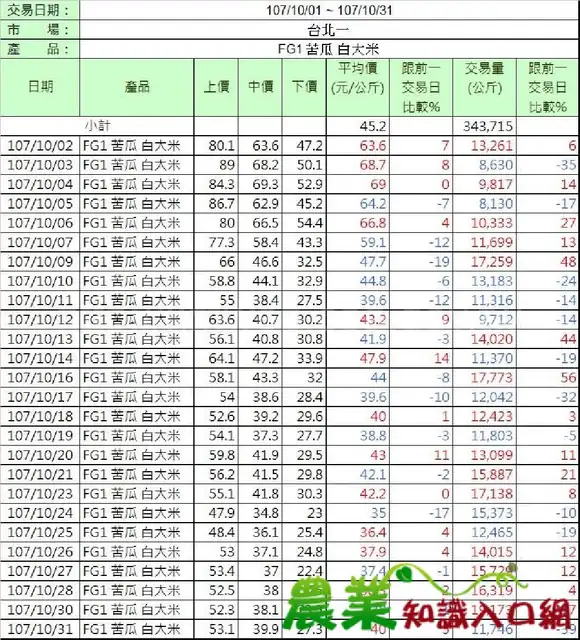 交易日期： 107/10/01 ~ 107/10/31
市 場： 台北一
產 品： FG1 苦瓜 白大米
日期 產品 上價 中價 下價 平均價(元/公斤) 跟前一交易日比較% 交易量(公斤) 跟前一交易日比較%
小計 45.2 343,715
107/10/02 FG1 苦瓜 白大米 80.1 63.6 47.2 63.6 7 13,261 6
107/10/03 FG1 苦瓜 白大米 89 68.2 50.1 68.7 8 8,630 -35
107/10/04 FG1 苦瓜 白大米 84.3 69.3 52.9 69 0 9,817 14
107/10/05 FG1 苦瓜 白大米 86.7 62.9 45.2 64.2 -7 8,130 -17
107/10/06 FG1 苦瓜 白大米 80 66.5 54.4 66.8 4 10,333 27
107/10/07 FG1 苦瓜 白大米 77.3 58.4 43.3 59.1 -12 11,699 13
107/10/09 FG1 苦瓜 白大米 66 46.6 32.5 47.7 -19 17,259 48
107/10/10 FG1 苦瓜 白大米 58.8 44.1 32.9 44.8 -6 13,183 -24
107/10/11 FG1 苦瓜 白大米 55 38.4 27.5 39.6 -12 11,316 -14
107/10/12 FG1 苦瓜 白大米 63.6 40.7 30.2 43.2 9 9,712 -14
107/10/13 FG1 苦瓜 白大米 56.1 40.8 30.8 41.9 -3 14,020 44
107/10/14 FG1 苦瓜 白大米 64.1 47.2 33.9 47.9 14 11,370 -19
107/10/16 FG1 苦瓜 白大米 58.1 43.3 32 44 -8 17,773 56
107/10/17 FG1 苦瓜 白大米 54 38.6 28.4 39.6 -10 12,042 -32
107/10/18 FG1 苦瓜 白大米 52.6 39.2 29.6 40 1 12,423 3
107/10/19 FG1 苦瓜 白大米 54.1 37.3 27.7 38.8 -3 11,803 -5
107/10/20 FG1 苦瓜 白大米 59.8 41.9 29.5 43 11 13,099 11
107/10/21 FG1 苦瓜 白大米 56.2 41.5 29.8 42.1 -2 15,887 21
107/10/23 FG1 苦瓜 白大米 55.1 41.8 30.3 42.2 0 17,138 8
107/10/24 FG1 苦瓜 白大米 47.9 34.8 23 35 -17 15,373 -10
107/10/25 FG1 苦瓜 白大米 48.4 36.1 25.4 36.4 4 12,465 -19
107/10/26 FG1 苦瓜 白大米 53 37.1 24.8 37.9 4 14,015 12
107/10/27 FG1 苦瓜 白大米 53.4 37 22.4 37.4 -1 12
107/10/28 FG1 苦瓜 白大米 52.5 38 2 16,319 4
107/10/30 FG1 苦瓜 白大米 52.3 38.1
107/10/31 FG1 苦瓜 白大米 53.1 39.9 27.3 40 11,746
農業知識入口網